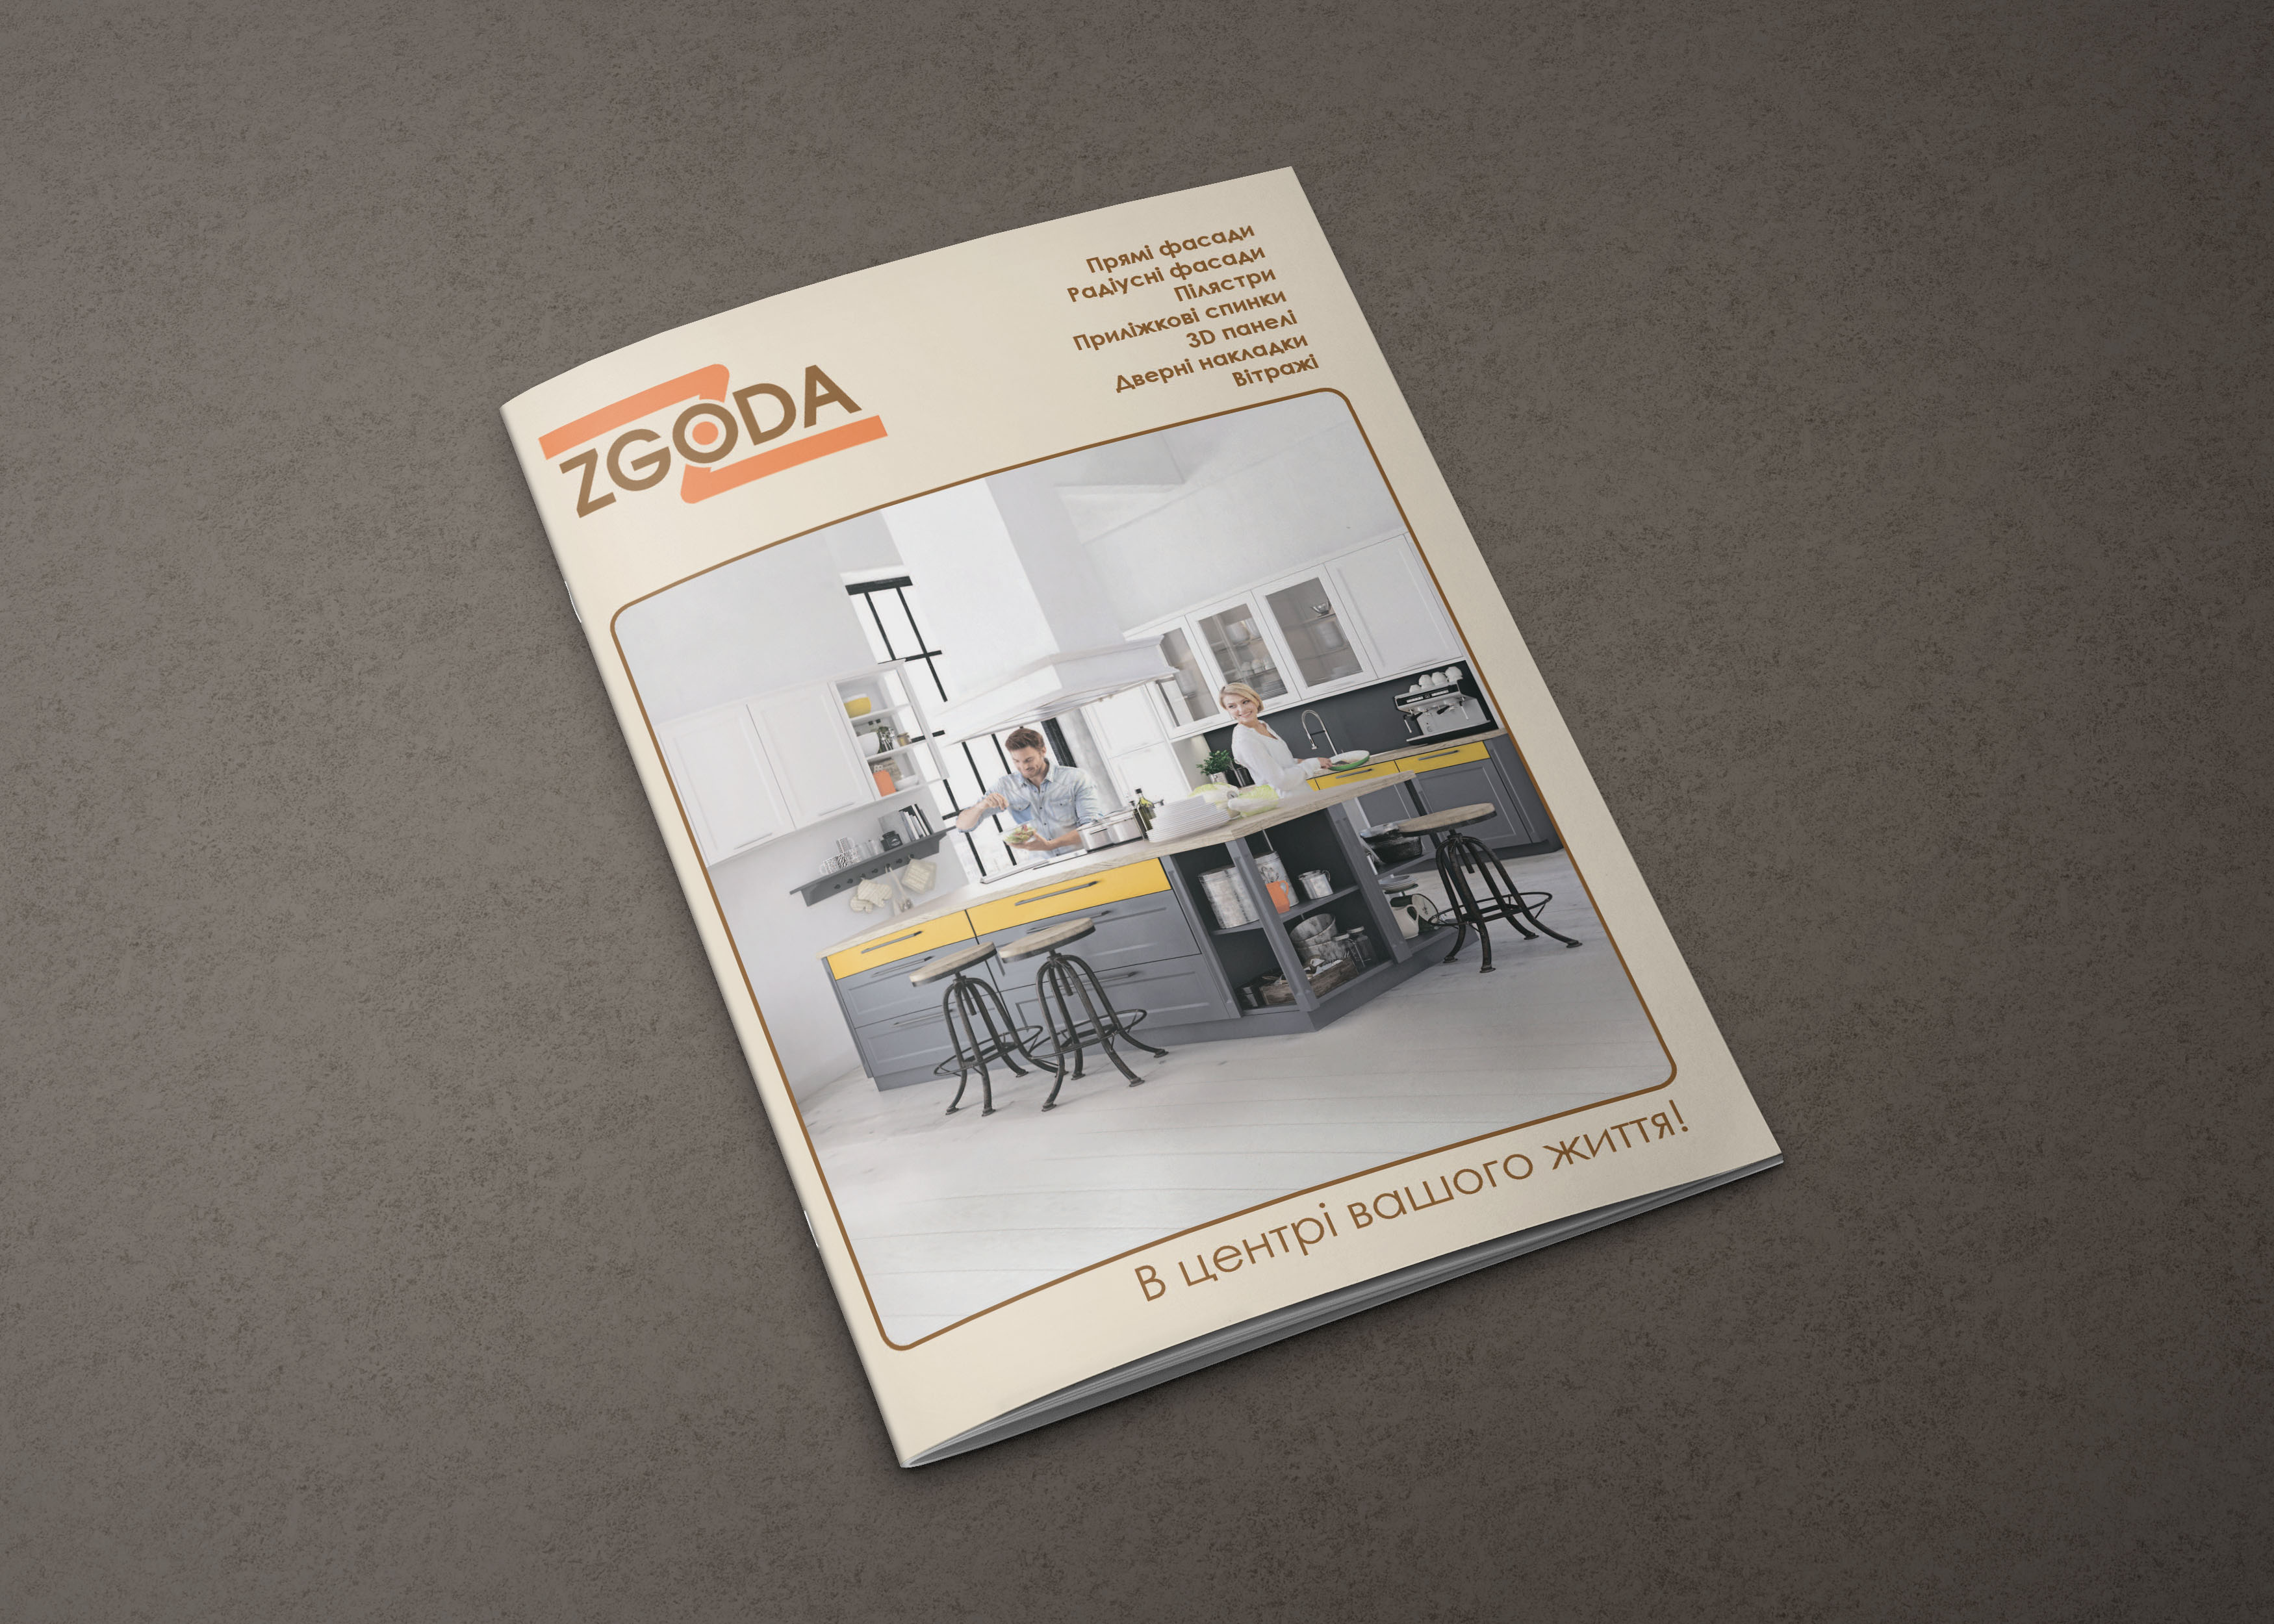 ZGODA
Прямі фасади
Радіусні фасади
Пілястри
Приліжкові спинки
3D панелі
Дверні накладки
Вітражі
В центрі вашого життя!